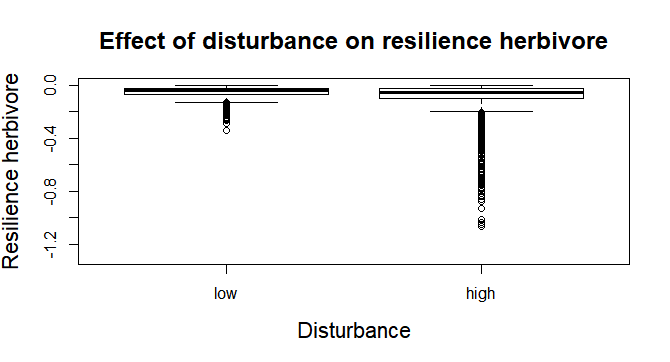 Effect of disturbance on resilience herbivore
Resilience herbivore
0.0
-0.4
-0.8
-1.2
low
high
Disturbance